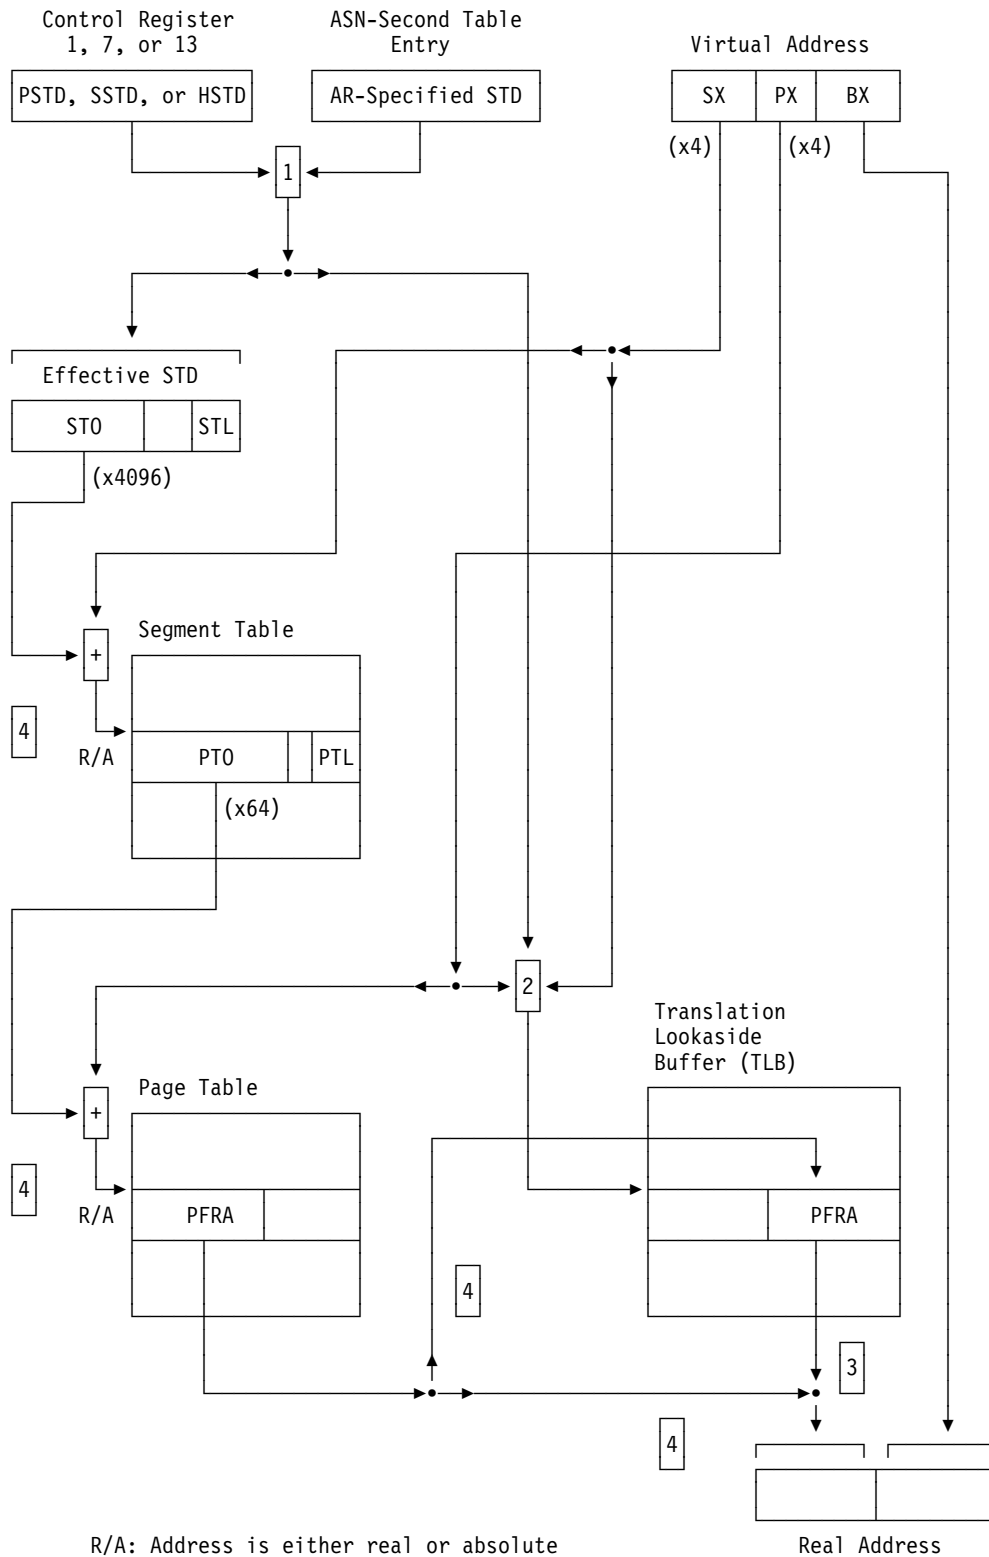 Control Register
1, 7, or 13
ASN-Second Table
Entry
Virtual Address
PSTD, SSTD, or HSTD
AR-Specified STD
SX
PX
BX
(x4)
(x4)
1
Effective STD
STO
STL
(x4096)
+
Segment Table
4
R/A
PTO
PTL
(x64)
2
Translation
Lookaside
Buffer (TLB)
+
Page Table
4
R/A
PFRA
PFRA
4
3
4
R/A: Address is either real or absolute
Real Address